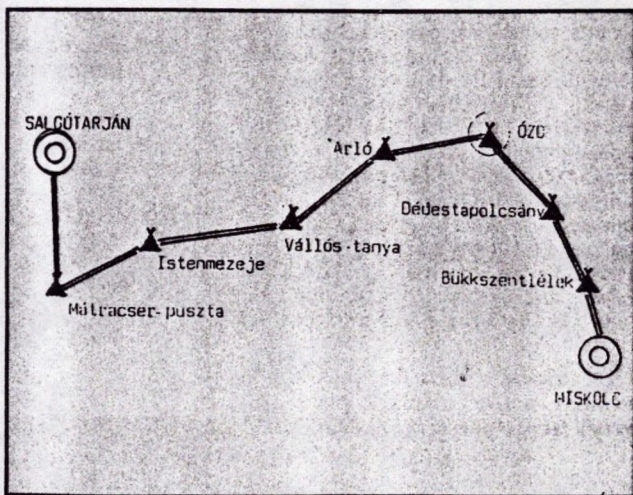 SALGÓTARJÁN
ÓZD
Arló
Dédestapolcsány
Vállós-tanya
Istenmezeje
Bükkszentlélek
Mátracser-puszta
MISKOLC